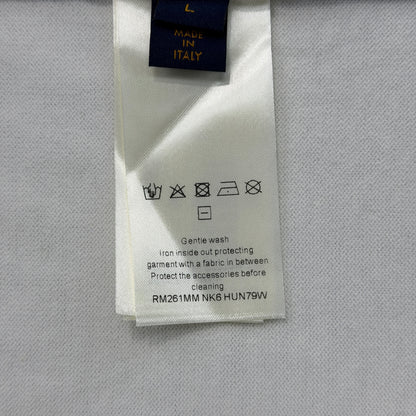 L
MADE IN
ITALY
Gentle wash
Iron inside out protecting
garment with a fabric in between
Protect the accessories before
cleaning
RM261MM NK6 HUN79W